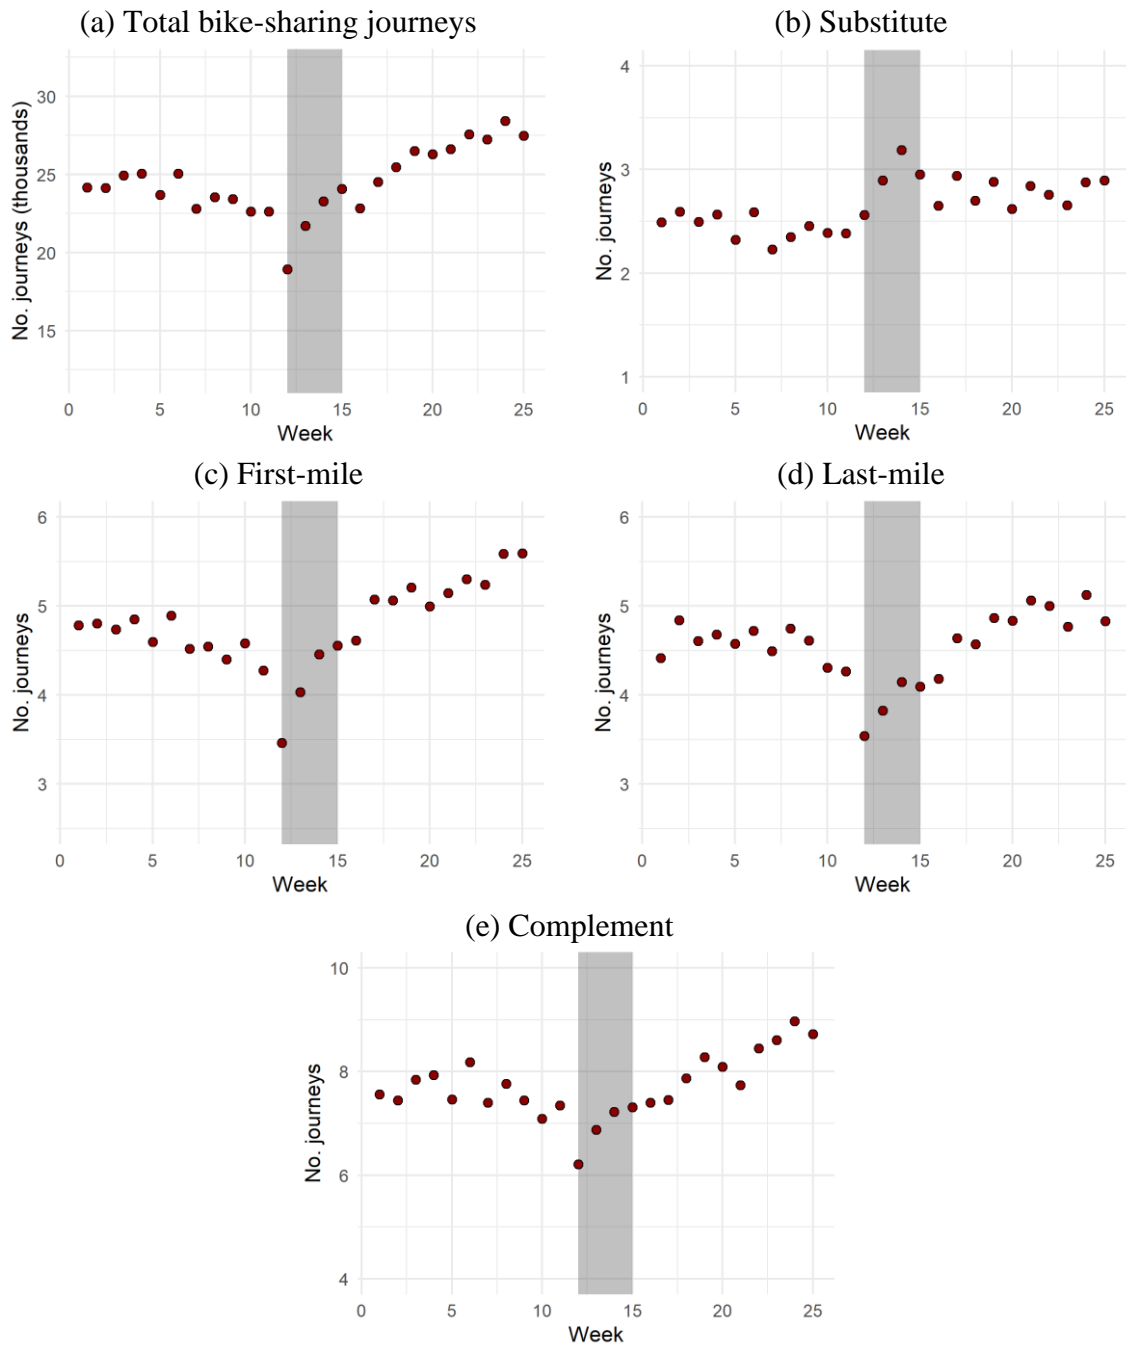 (a) Total bike-sharing journeys
(b) Substitute
No. journeys (thousands)
30
25
20
15
0 5 10 15 20 25
Week
No. journeys
4
3
2
1
0 5 10 15 20 25
Week
(c) First-mile
(d) Last-mile
No. journeys
6
5
4
3
0 5 10 15 20 25
Week
No. journeys
6
5
4
3
0 5 10 15 20 25
Week
(e) Complement
No. journeys
10
8
6
4
0 5 10 15 20 25
Week